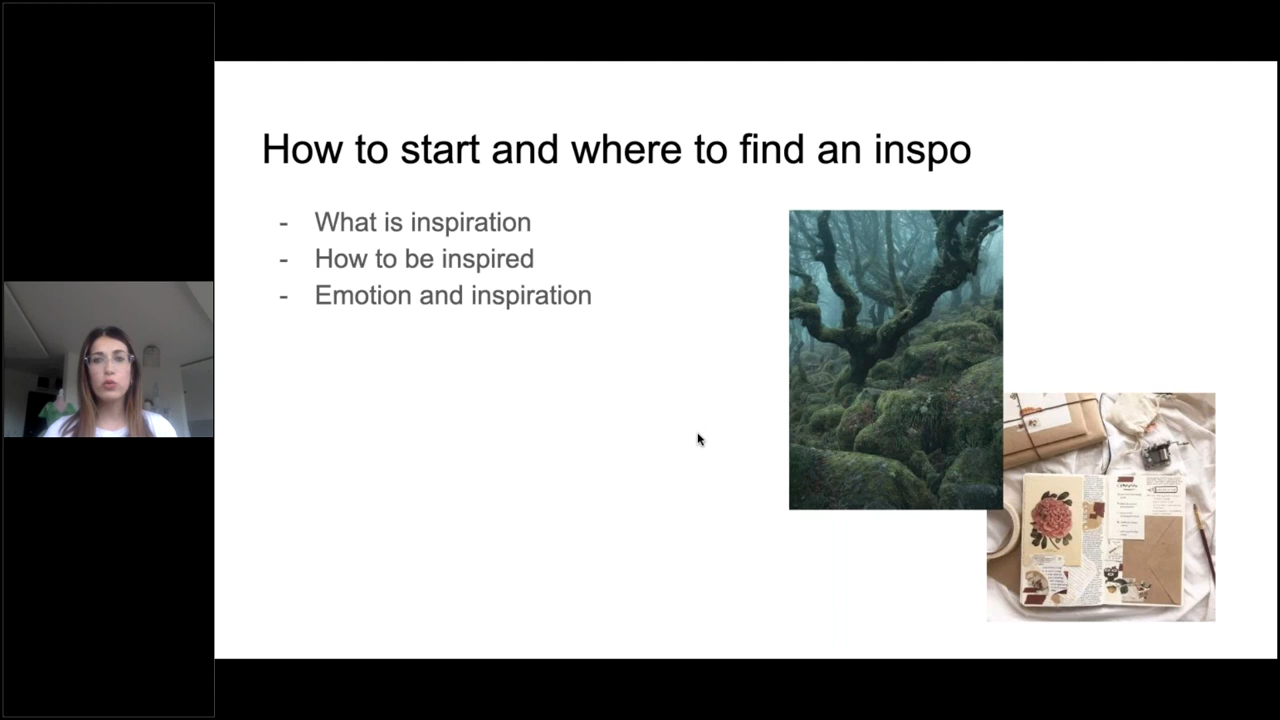 How to start and where to find an inspo
- What is inspiration
- How to be inspired
- Emotion and inspiration